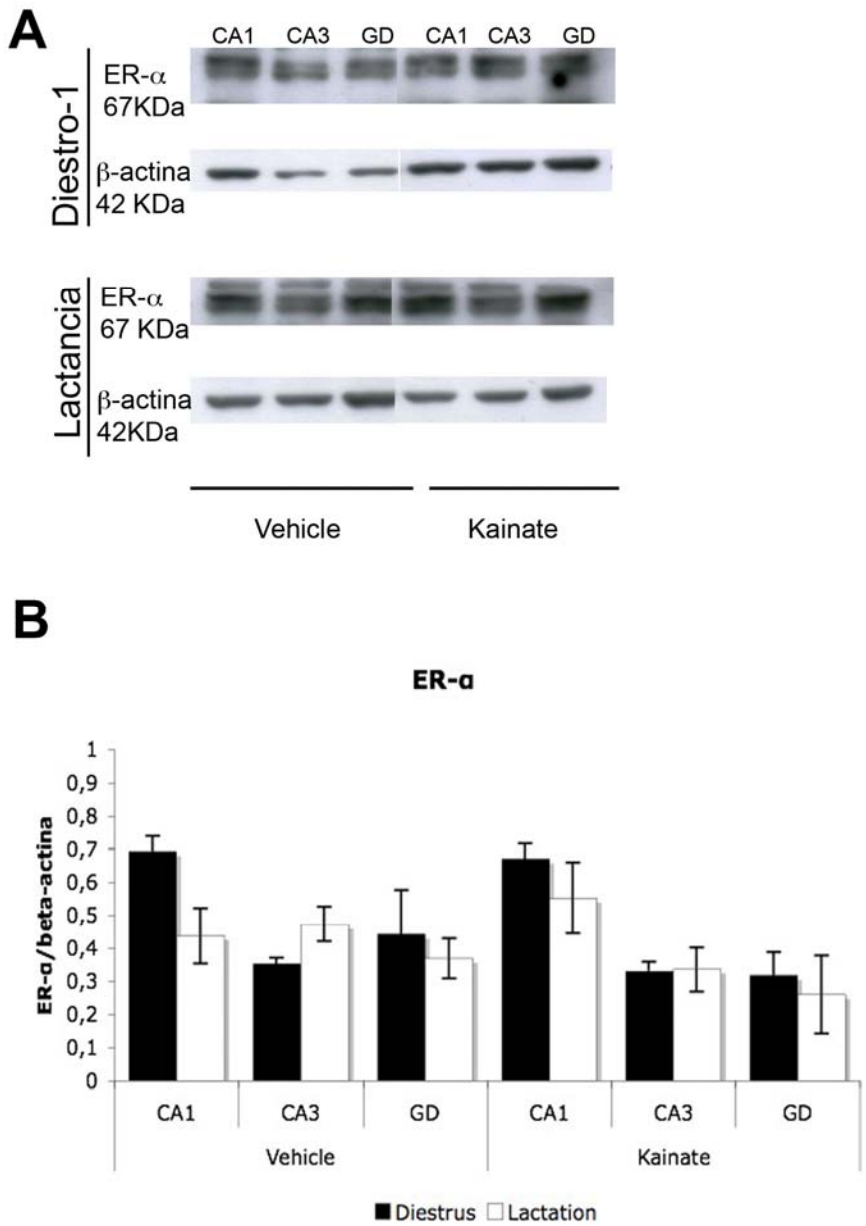 A
CA1 CA3 GD CA1 CA3 GD
Diestro-1
ER-α
67KDa
β-actina
42 KDa
Lactancia
ER-α
67 KDa
β-actina
42KDa
Vehicle Kainate
B
ER-α
ER-α/beta-actina
1
0,9
0,8
0,7
0,6
0,5
0,4
0,3
0,2
0,1
0
CA1 CA3 GD CA1 CA3 GD
Vehicle Kainate
Diestrus Lactation